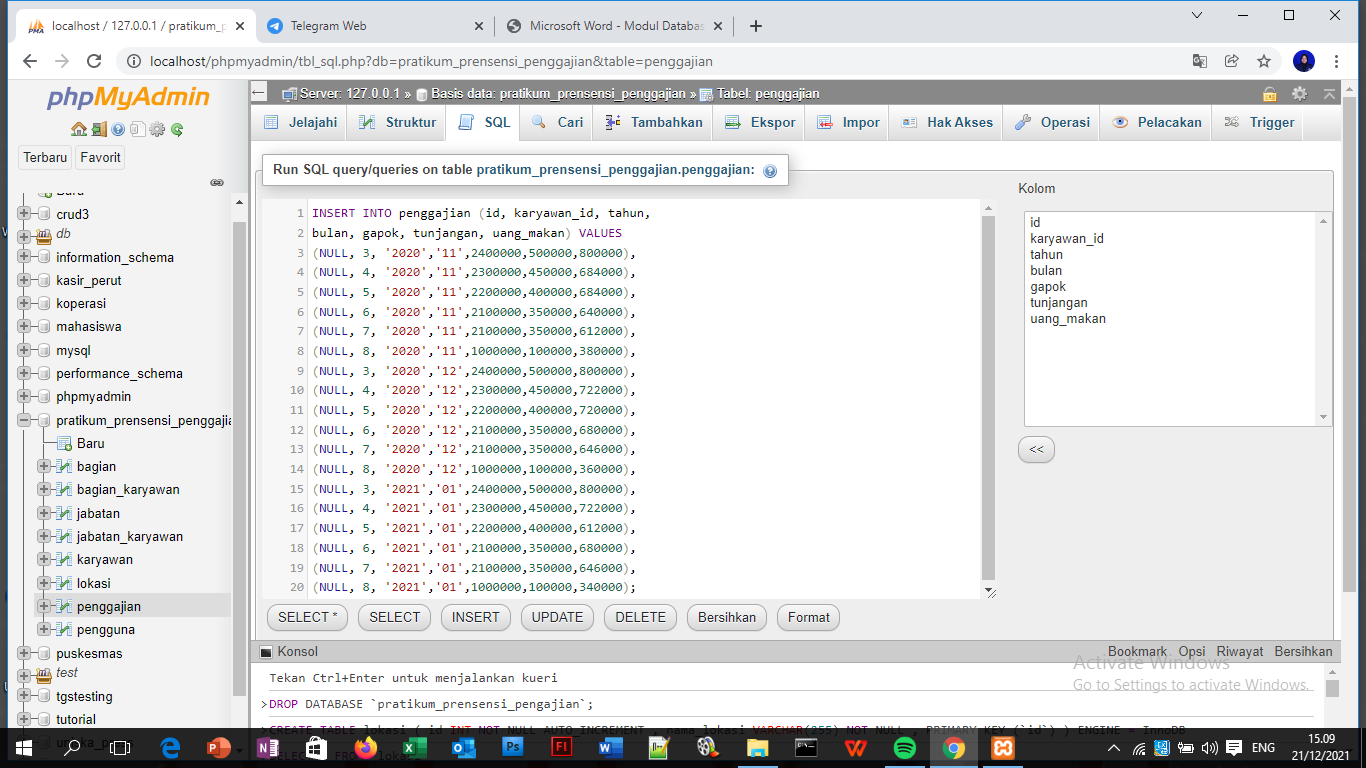 localhost / 127.0.0.1 / pratikum_p
Telegram Web
Microsoft Word - Modul Databas
localhost/phpmyadmin/tbl_sql.php?db=pratikum_prensensi_penggajian&table=penggajian
phpMyAdmin
Terbaru
Favorit
Baru
crud3
db
information_schema
kasir_perut
koperasi
mahasiswa
mysql
performance_schema
phpmyadmin
pratikum_prensensi_penggajia
Baru
bagian
bagian_karyawan
jabatan
jabatan_karyawan
karyawan
lokasi
penggajian
pengguna
puskesmas
test
tgstesting
tutorial
Server: 127.0.0.1 » Basis data: pratikum_prensensi_penggajian » Tabel: penggajian
Jelajahi
Struktur
SQL
Cari
Tambahkan
Ekspor
Impor
Hak Akses
Operasi
Pelacakan
Trigger
Run SQL query/queries on table pratikum_prensensi_penggajian.penggajian:
1 INSERT INTO penggajian (id, karyawan_id, tahun,
2 bulan, gapok, tunjangan, uang_makan) VALUES
3 (NULL, 3, '2020','11',2400000,500000,800000),
4 (NULL, 4, '2020','11',2300000,450000,684000),
5 (NULL, 5, '2020','11',2200000,400000,684000),
6 (NULL, 6, '2020','11',2100000,350000,640000),
7 (NULL, 7, '2020','11',2100000,350000,612000),
8 (NULL, 8, '2020','11',1000000,100000,380000),
9 (NULL, 3, '2020','12',2400000,500000,800000),
10 (NULL, 4, '2020','12',2300000,450000,722000),
11 (NULL, 5, '2020','12',2200000,400000,720000),
12 (NULL, 6, '2020','12',2100000,350000,680000),
13 (NULL, 7, '2020','12',2100000,350000,646000),
14 (NULL, 8, '2020','12',1000000,100000,360000),
15 (NULL, 3, '2021','01',2400000,500000,800000),
16 (NULL, 4, '2021','01',2300000,450000,722000),
17 (NULL, 5, '2021','01',2200000,400000,612000),
18 (NULL, 6, '2021','01',2100000,350000,680000),
19 (NULL, 7, '2021','01',2100000,350000,646000),
20 (NULL, 8, '2021','01',1000000,100000,340000);
Kolom
id
karyawan_id
tahun
bulan
gapok
tunjangan
uang_makan
<<
SELECT *
SELECT
INSERT
UPDATE
DELETE
Bersihkan
Format
Konsol
Bookmark
Opsi
Riwayat
Bersihkan
Tekan Ctrl+Enter untuk menjalankan kueri
>DROP DATABASE `pratikum_prensensi_pengajian`;
>CREATE TABLE lokasi ( id INT NOT NULL AUTO_INCREMENT , nama_lokasi VARCHAR(255) NOT NULL , PRIMARY KEY (`id`) ) ENGINE = InnoDB
Activate Windows
Go to Settings to activate Windows.
ENG
15.09
21/12/2021